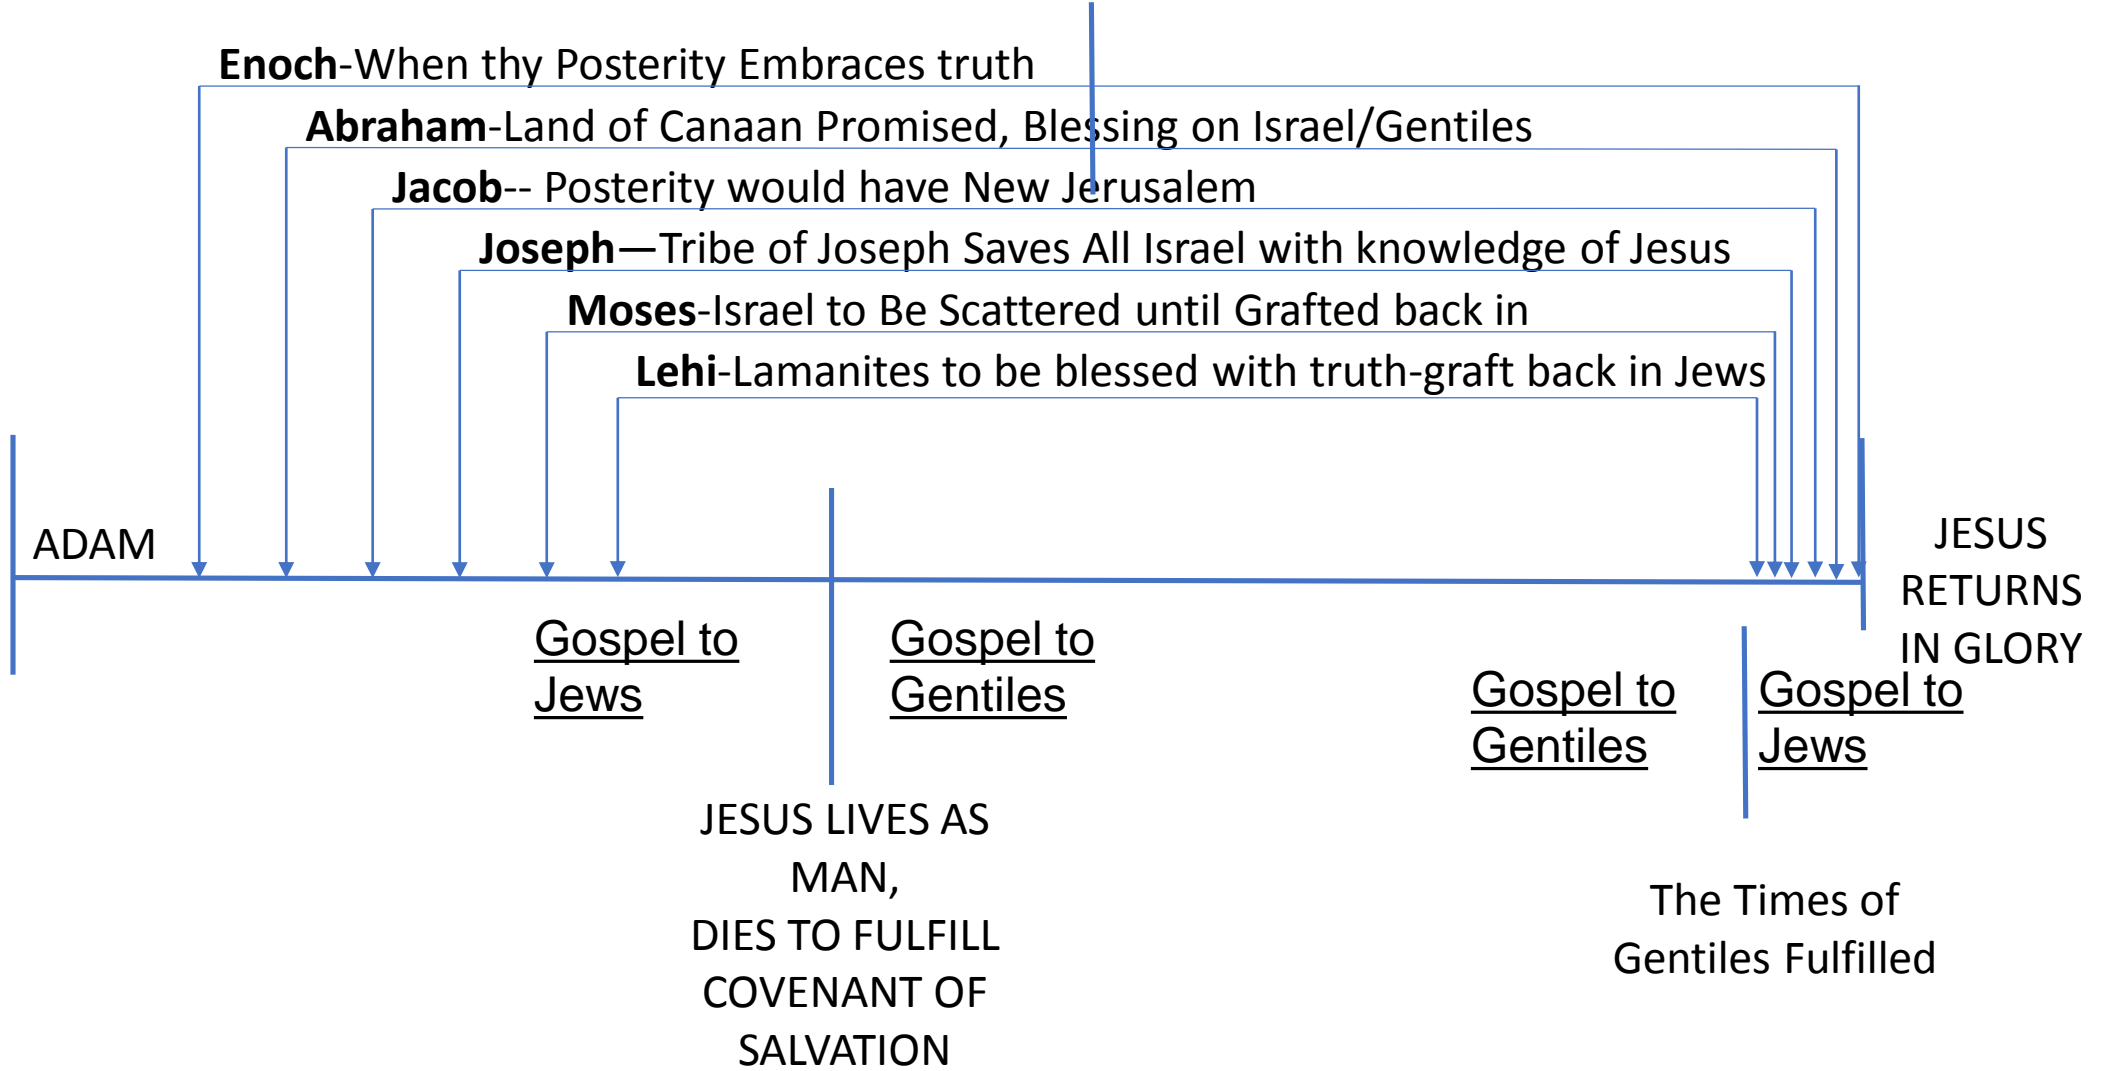 Enoch-When thy Posterity Embraces truth
Abraham-Land of Canaan Promised, Blessing on Israel/Gentiles
Jacob-- Posterity would have New Jerusalem
Joseph—Tribe of Joseph Saves All Israel with knowledge of Jesus
Moses-Israel to Be Scattered until Grafted back in
Lehi-Lamanites to be blessed with truth-graft back in Jews
ADAM
JESUS
RETURNS
IN GLORY
Gospel to
Jews
Gospel to
Gentiles
Gospel to
Gentiles
Gospel to
Jews
JESUS LIVES AS
MAN,
DIES TO FULFILL
COVENANT OF
SALVATION
The Times of
Gentiles Fulfilled